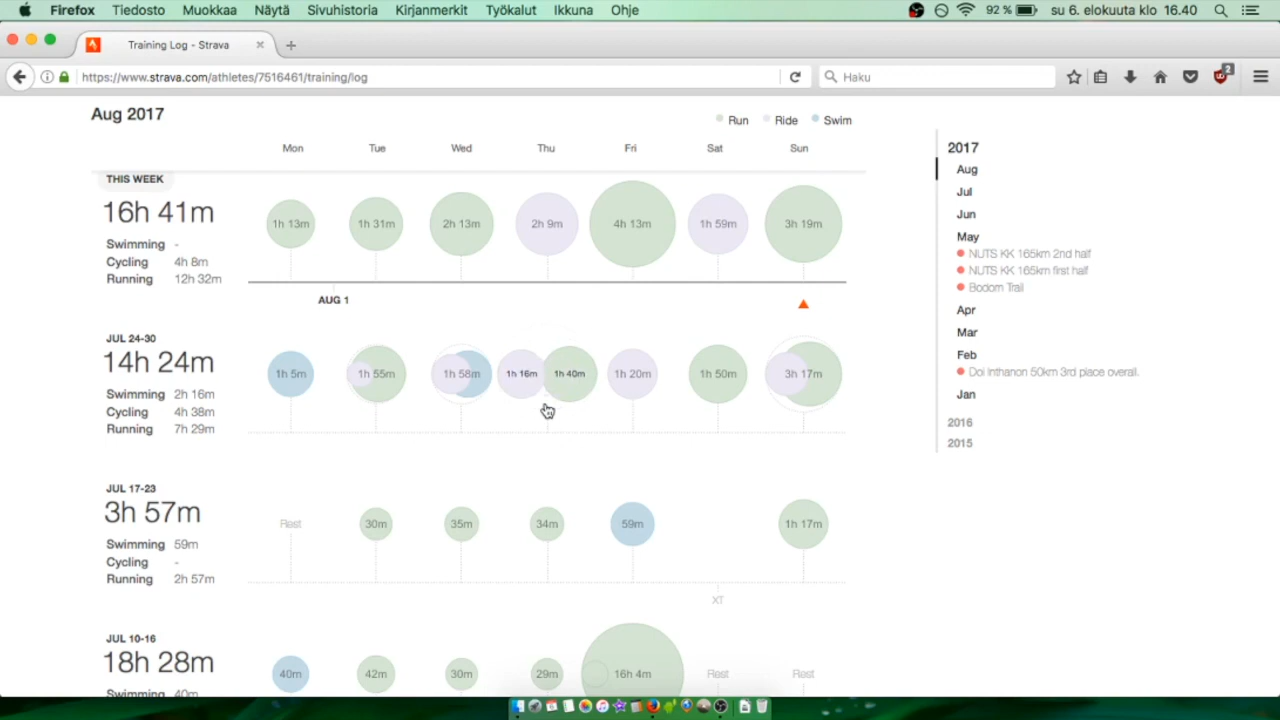 Firefox Tiedosto Muokkaa Näytä Sivuhistoria Kirjanmerkit Työkalut Ikkuna Ohje 92 % su 6. elokuuta klo 16.40
Training Log - Strava
https://www.strava.com/athletes/7516461/training/log Haku 2
Aug 2017
Run Ride Swim
Mon Tue Wed Thu Fri Sat Sun
THIS WEEK
16h 41m
Swimming -
Cycling 4h 8m
Running 12h 32m
1h 13m 1h 31m 2h 13m 2h 9m 4h 13m 1h 59m 3h 19m
AUG 1
JUL 24-30
14h 24m
Swimming 2h 16m
Cycling 4h 38m
Running 7h 29m
1h 5m 1h 55m 1h 58m 1h 16m 1h 40m 1h 20m 1h 50m 3h 17m
JUL 17-23
3h 57m
Swimming 59m
Cycling -
Running 2h 57m
Rest 30m 35m 34m 59m 1h 17m
XT
JUL 10-16
18h 28m
Swimming 40m
40m 42m 30m 29m 16h 4m Rest Rest
2017
Aug
Jul
Jun
May
NUTS KK 165km 2nd half
NUTS KK 165km first half
Bodom Trail
Apr
Mar
Feb
Doi Inthanon 50km 3rd place overall.
Jan
2016
2015